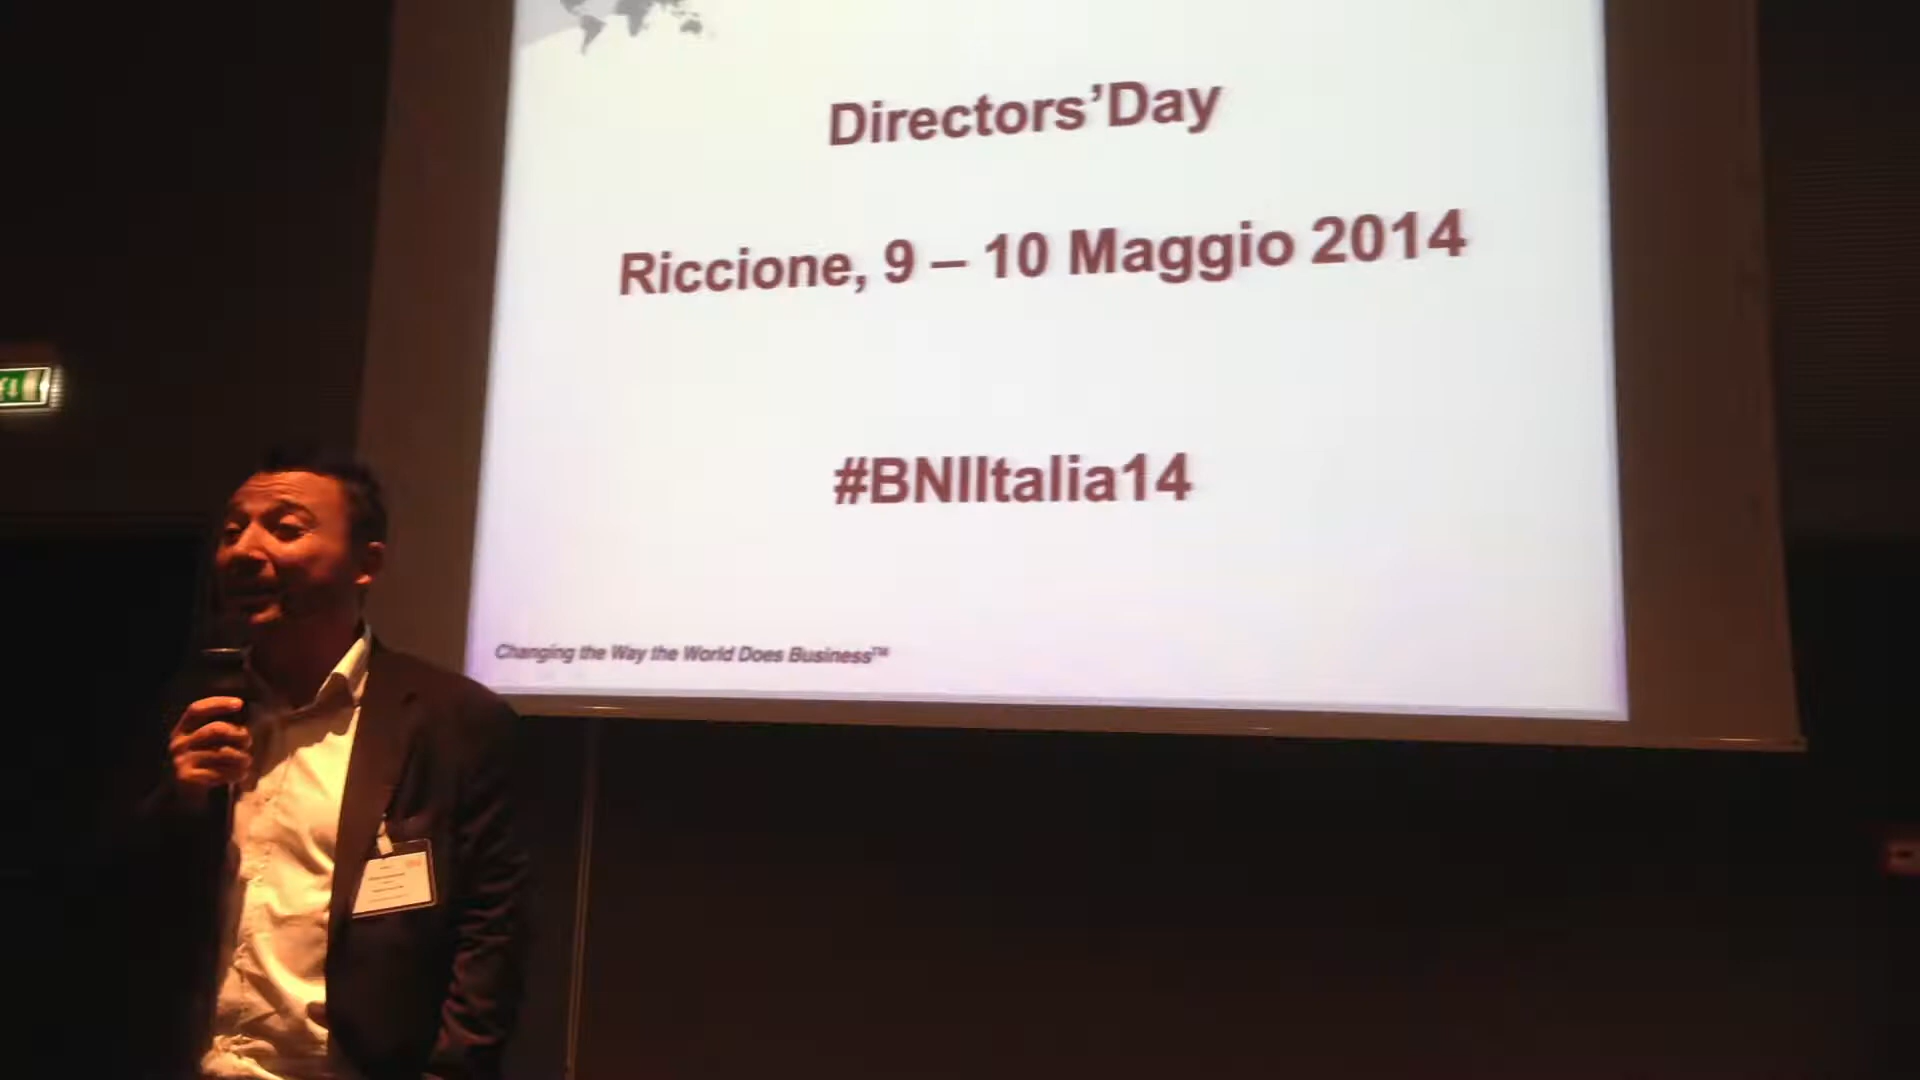 Directors'Day
Riccione, 9 – 10 Maggio 2014
#BNIItalia14
Changing the Way the World Does Business™